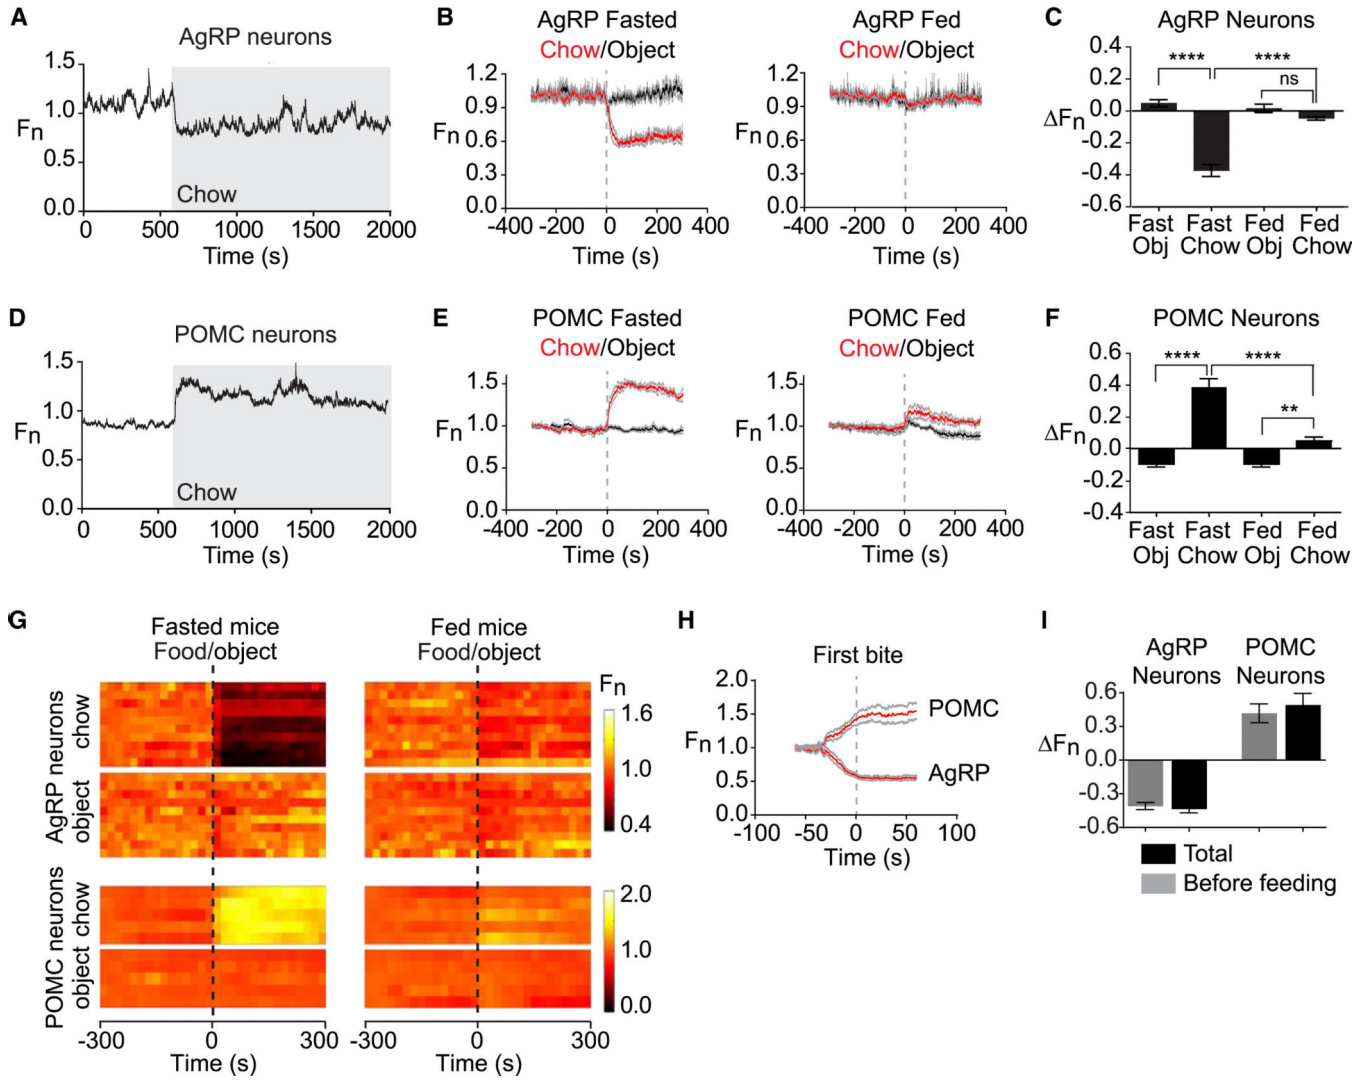 A
AgRP neurons
1.5
1.0
Fn
0.5
0.0
Chow
0 500 1000 1500 2000
Time (s)
B
AgRP Fasted
Chow/Object
1.2
0.9
Fn
0.6
0.3
0.0
-400 -200 0 200 400
Time (s)
AgRP Fed
Chow/Object
1.2
0.9
Fn
0.6
0.3
0.0
-400 -200 0 200 400
Time (s)
C
AgRP Neurons
0.4
0.2
0.0
ΔFn
-0.2
-0.4
-0.6
**** ****
ns
Fast Fast Fed Fed
Obj Chow Obj Chow
D
POMC neurons
1.5
1.0
Fn
0.5
0.0
Chow
0 500 1000 1500 2000
Time (s)
E
POMC Fasted
Chow/Object
1.5
1.0
Fn
0.5
0.0
-400 -200 0 200 400
Time (s)
POMC Fed
Chow/Object
1.5
1.0
Fn
0.5
0.0
-400 -200 0 200 400
Time (s)
F
POMC Neurons
0.6
0.4
0.2
ΔFn
0.0
-0.2
-0.4
**** ****
**
Fast Fast Fed Fed
Obj Chow Obj Chow
G
Fasted mice
Food/object
Fed mice
Food/object
AgRP neurons
chow
object
POMC neurons
chow
object
Fn
1.6
1.0
0.4
2.0
1.0
0.0
-300 0 300
Time (s)
-300 0 300
Time (s)
H
First bite
2.0
1.5
Fn 1.0
0.5
0.0
POMC
AgRP
-100 -50 0 50 100
Time (s)
I
AgRP POMC
Neurons Neurons
0.6
0.3
ΔFn 0.0
-0.3
-0.6
Total
Before feeding